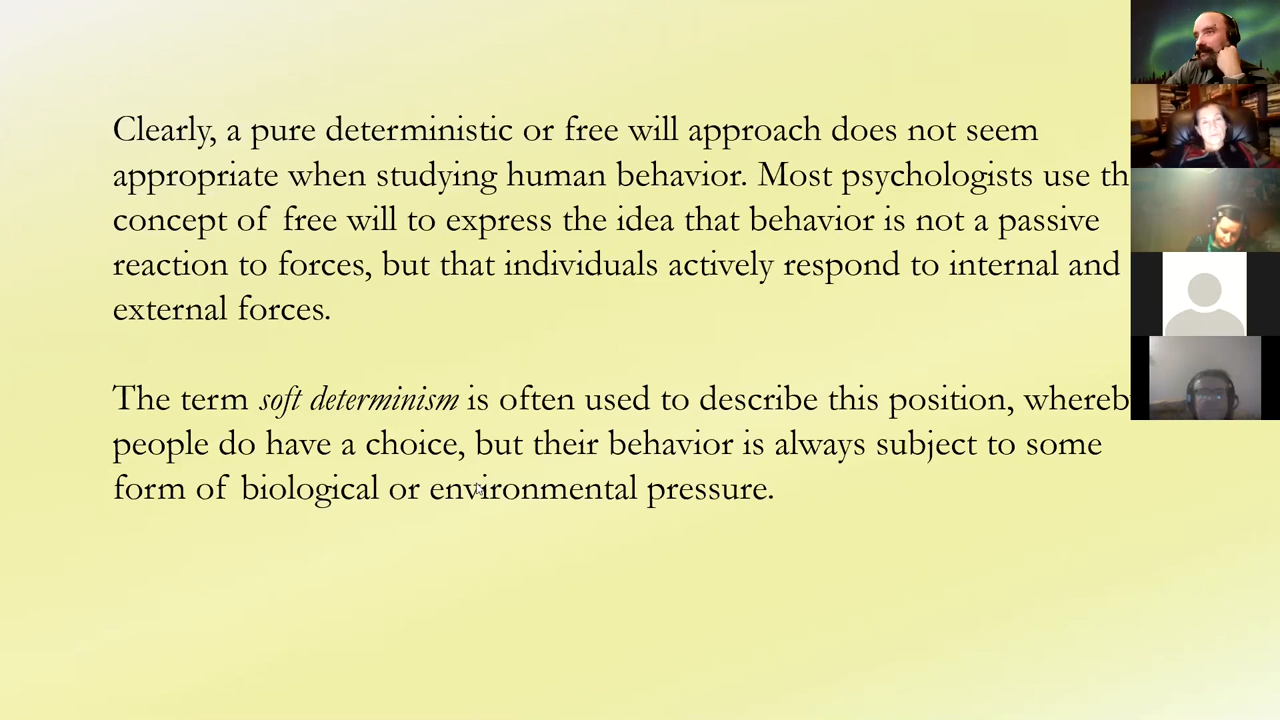 Clearly, a pure deterministic or free will approach does not seem
appropriate when studying human behavior. Most psychologists use th
concept of free will to express the idea that behavior is not a passive
reaction to forces, but that individuals actively respond to internal and
external forces.
The term soft determinism is often used to describe this position, whereb
people do have a choice, but their behavior is always subject to some
form of biological or environmental pressure.